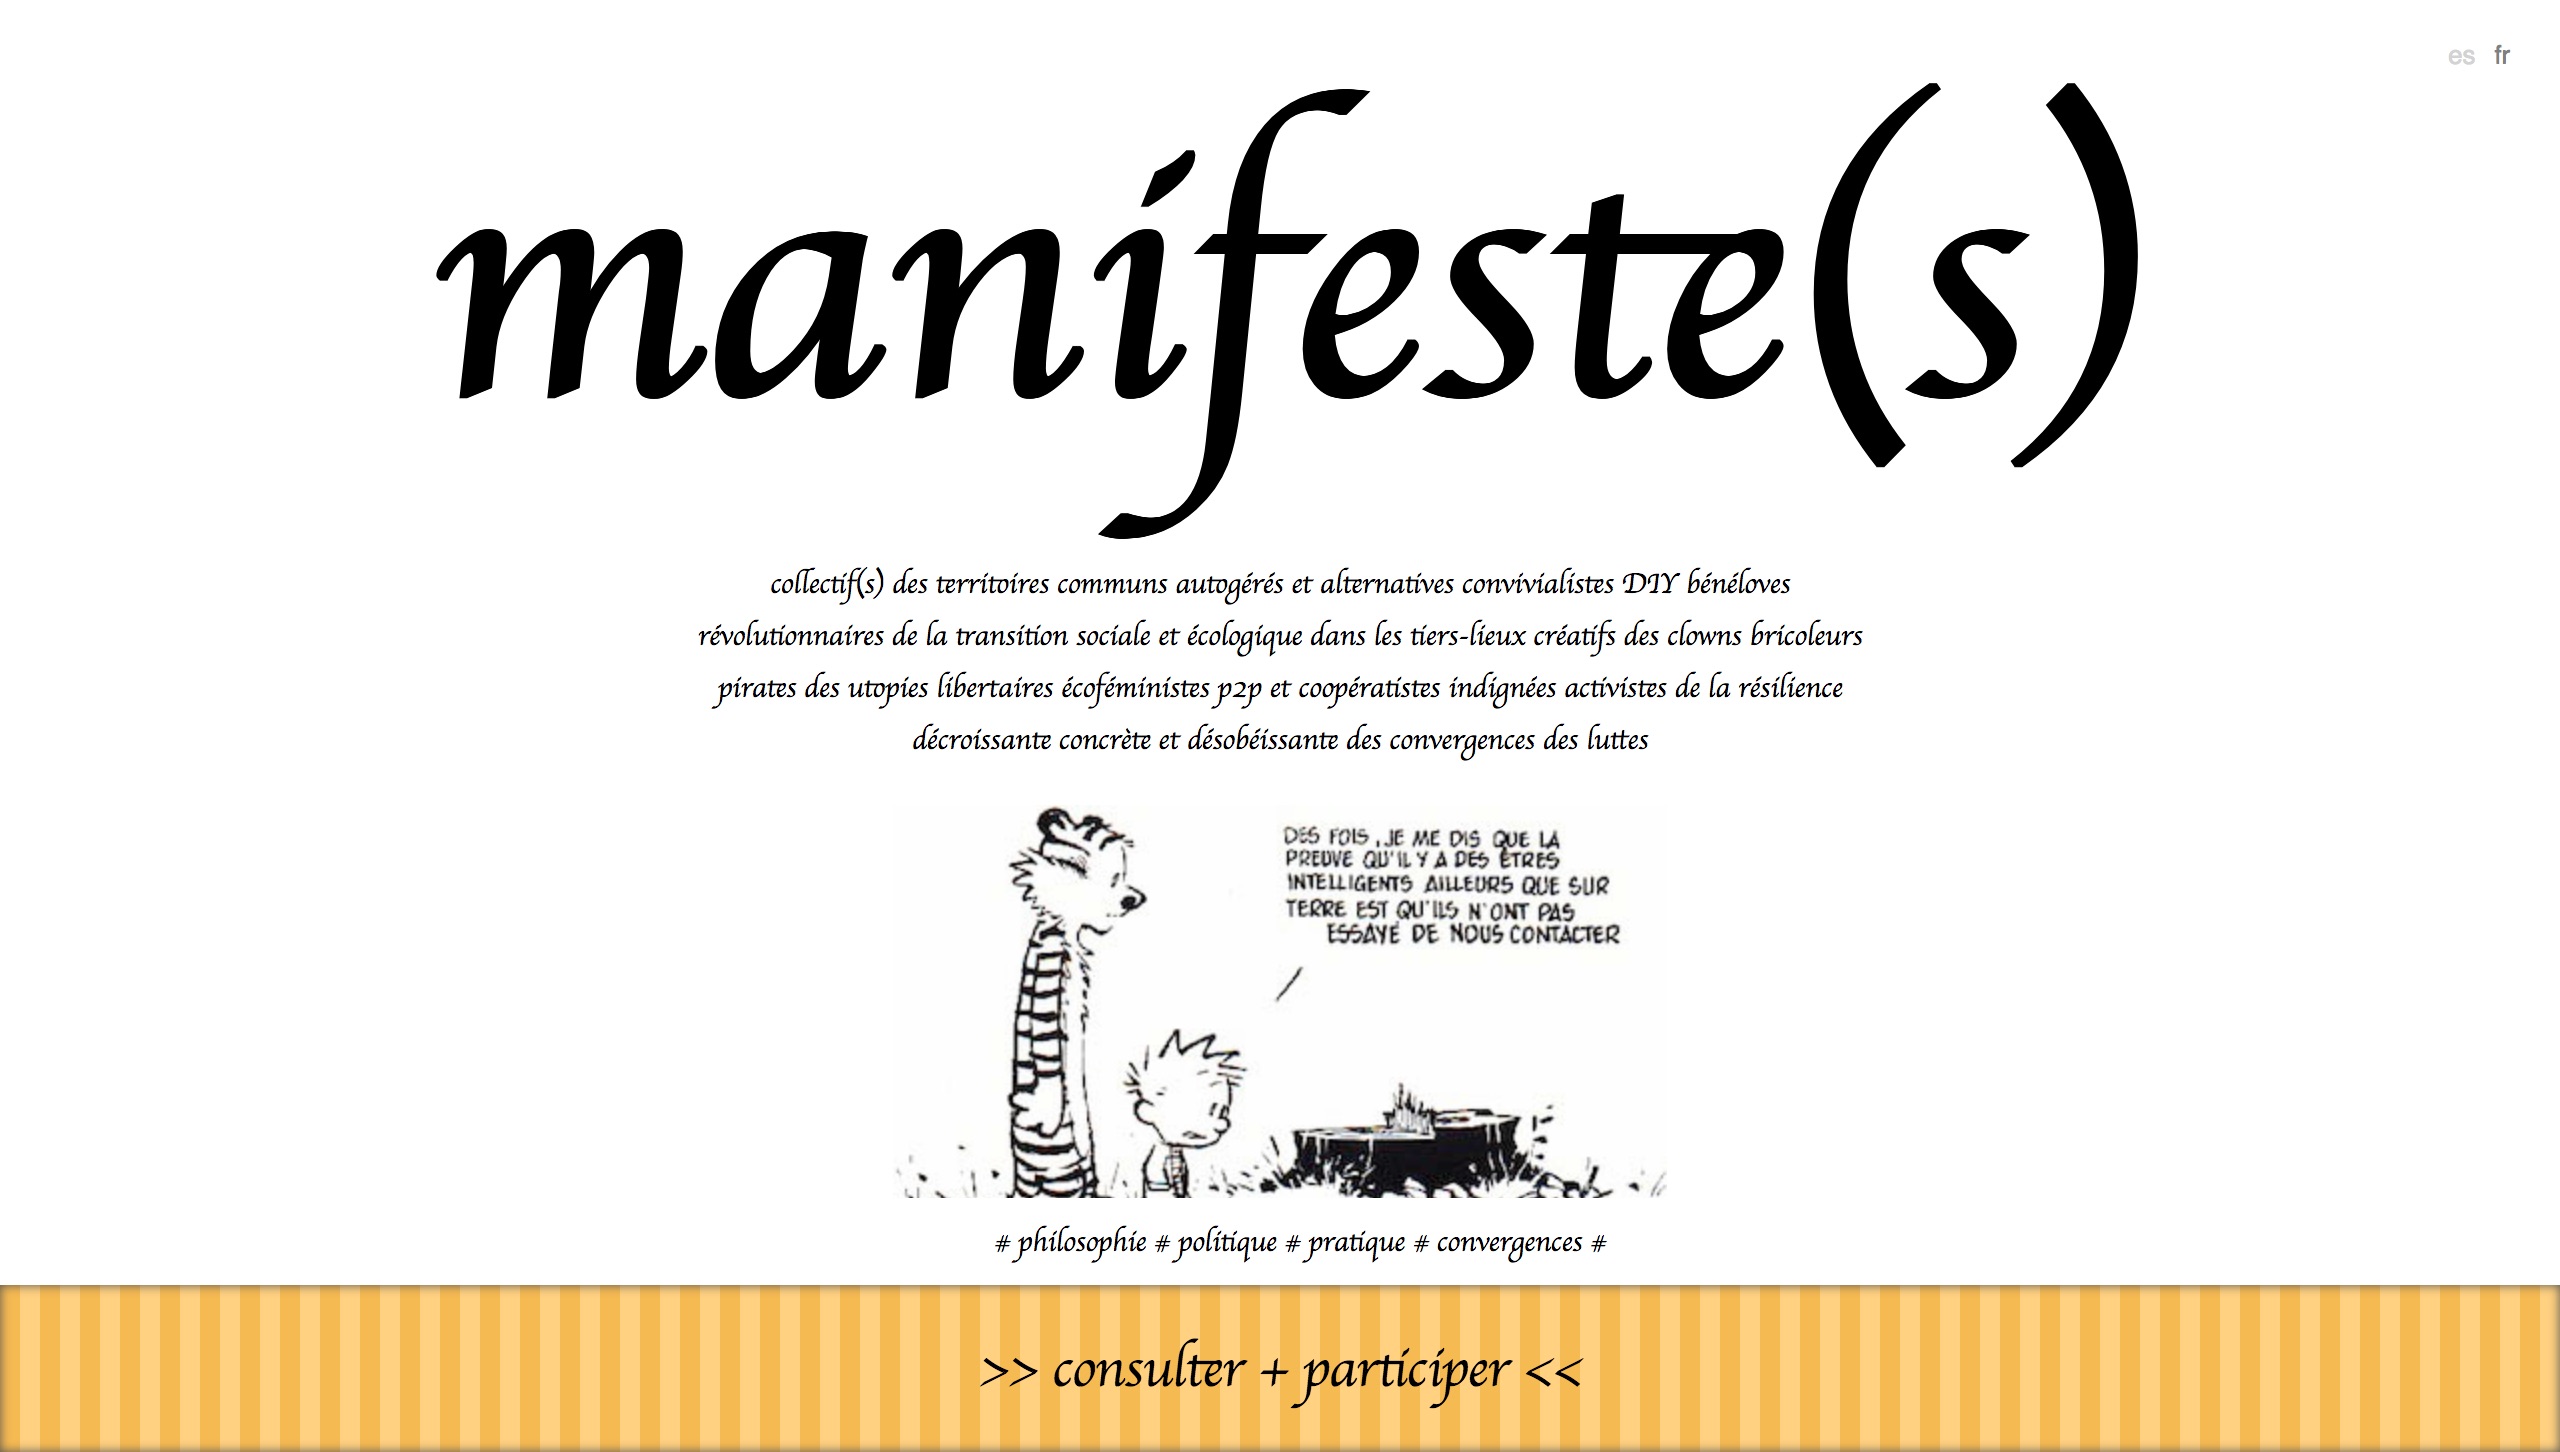 es fr
manifeste(s)
collectif(s) des territoires communs autogérés et alternatives convivialistes DIY bénéloves
révolutionnaires de la transition sociale et écologique dans les tiers-lieux créatifs des clowns bricoleurs
pirates des utopies libertaires écoféministes p2p et coopératistes indignées activistes de la résilience
décroissante concrète et désobéissante des convergences des luttes
DES FOIS, JE ME DIS QUE LA
PREUVE QU'IL Y A DES ÊTRES
INTELLIGENTS AILLEURS QUE SUR
TERRE EST QU'ILS N'ONT PAS
ESSAYÉ DE NOUS CONTACTER
# philosophie # politique # pratique # convergences #
>> consulter + participer <<